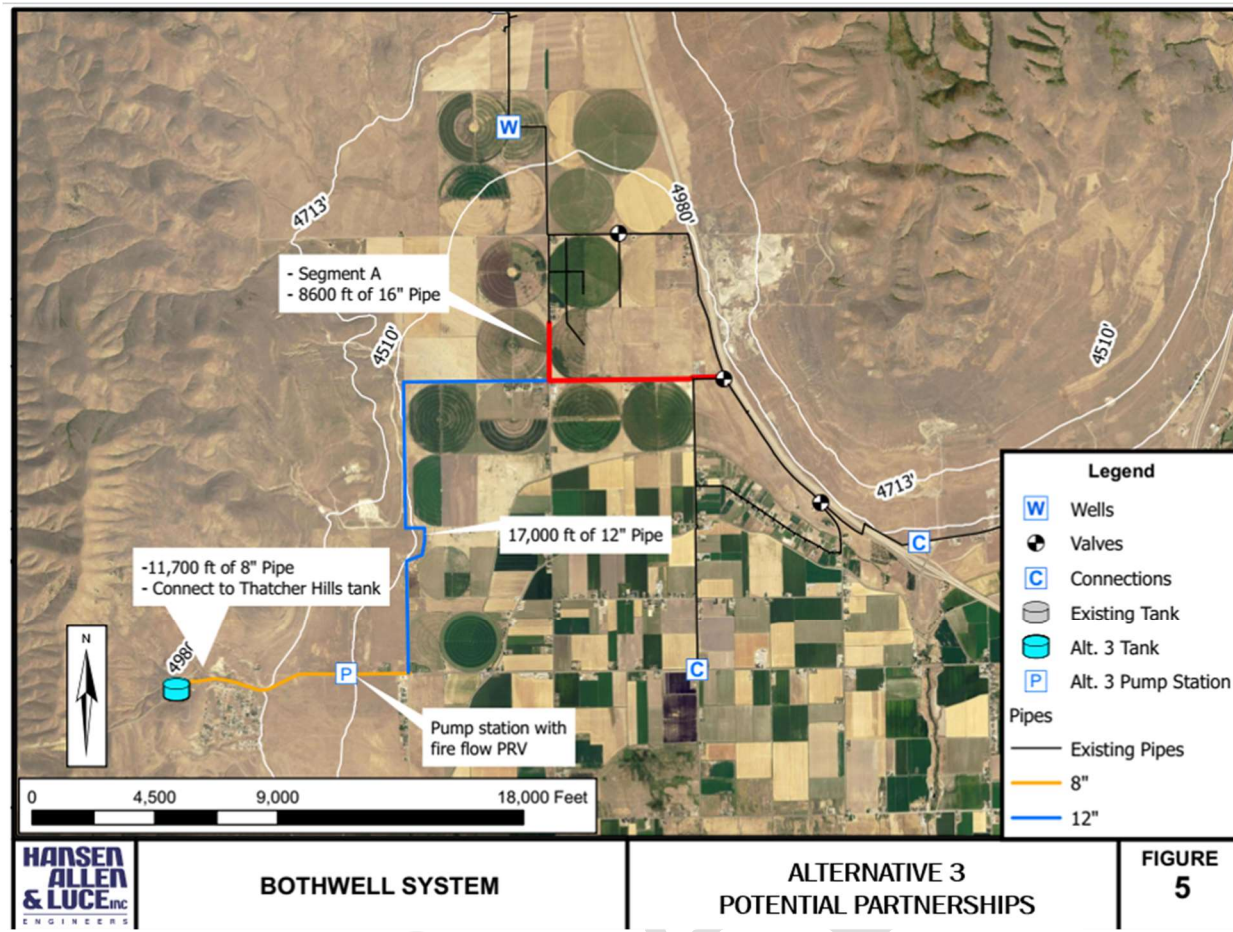 W
4713'
4980'
- Segment A
- 8600 ft of 16" Pipe
4510'
4510'
4713'
17,000 ft of 12" Pipe
-11,700 ft of 8" Pipe
- Connect to Thatcher Hills tank
498
P
C
C
Pump station with
fire flow PRV
N
0 4,500 9,000 18,000 Feet
Legend
W Wells
Valves
C Connections
Existing Tank
Alt. 3 Tank
P Alt. 3 Pump Station
Pipes
Existing Pipes
8"
12"
HANSEN
ALLEN
& LUCE INC
ENGINEERS
BOTHWELL SYSTEM
ALTERNATIVE 3
POTENTIAL PARTNERSHIPS
FIGURE
5